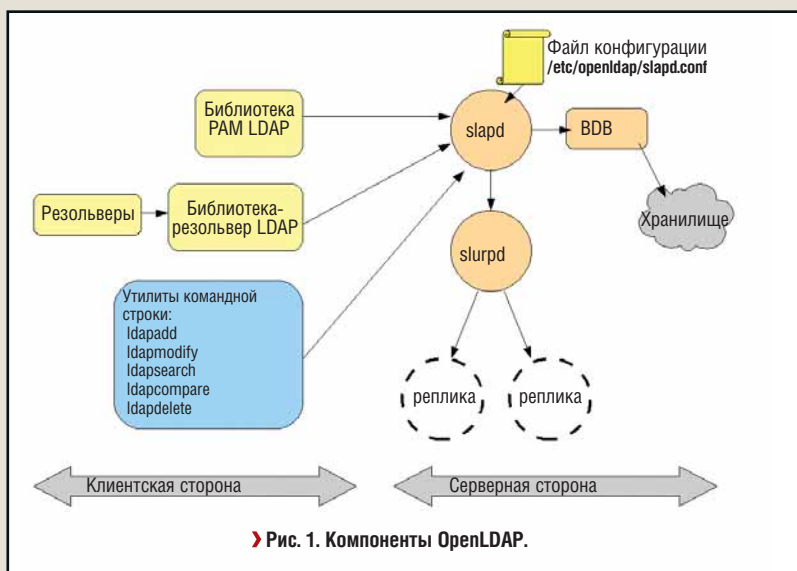 Файл конфигурации
/etc/openldap/slapd.conf
Библиотека
PAM LDAP
slapd
BDB
Резольверы
Библиотека-
резольвер LDAP
Хранилище
slurpd
Утилиты командной
строки:
ldapadd
ldapmodify
ldapsearch
ldapcompare
ldapdelete
реплика
реплика
Клиентская сторона
Серверная сторона
Рис. 1. Компоненты OpenLDAP.